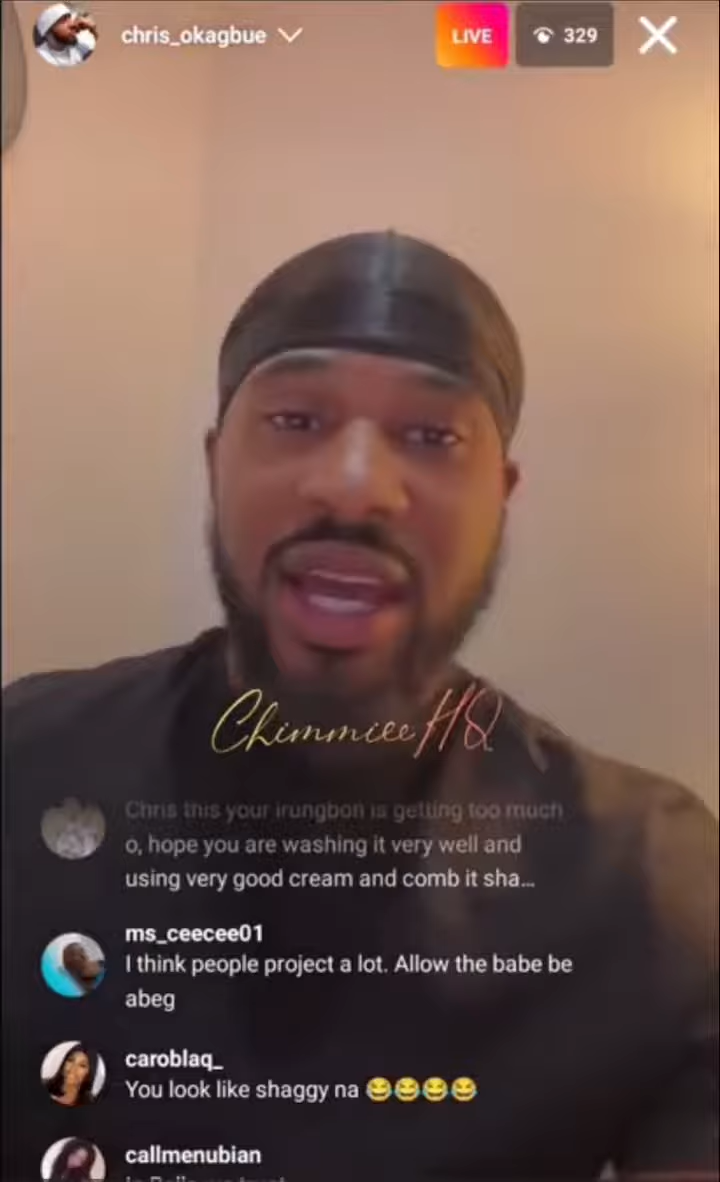 chris_okagbue
LIVE
329
Chimmiee HQ
Chris this your irungbon is getting too much
o, hope you are washing it very well and
using very good cream and comb it sha...
ms_ceecee01
I think people project a lot. Allow the babe be
abeg
caroblaq_
You look like shaggy na 😂😂😂😂
callmenubian